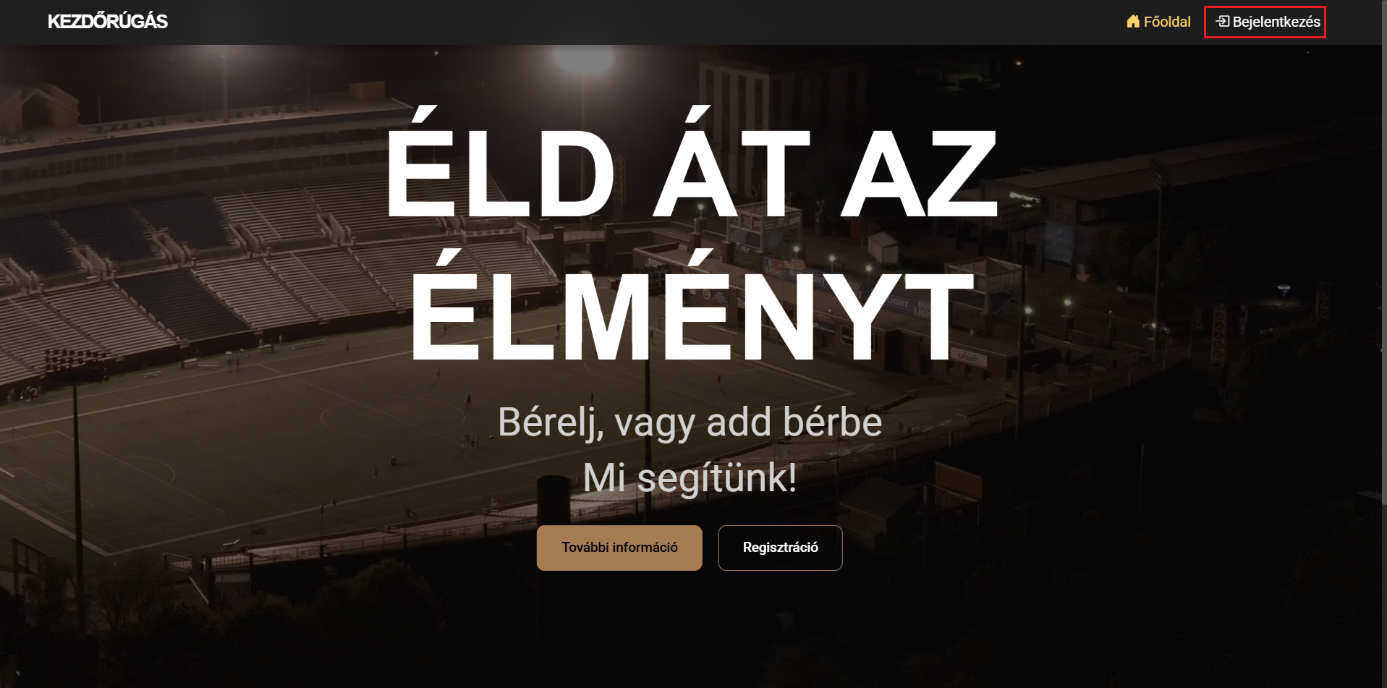 KEZDŐRÚGÁS
Főoldal
Bejelentkezés
ÉLD ÁT AZ
ÉLMÉNYT
Bérelj, vagy add bérbe
Mi segítünk!
További információ
Regisztráció